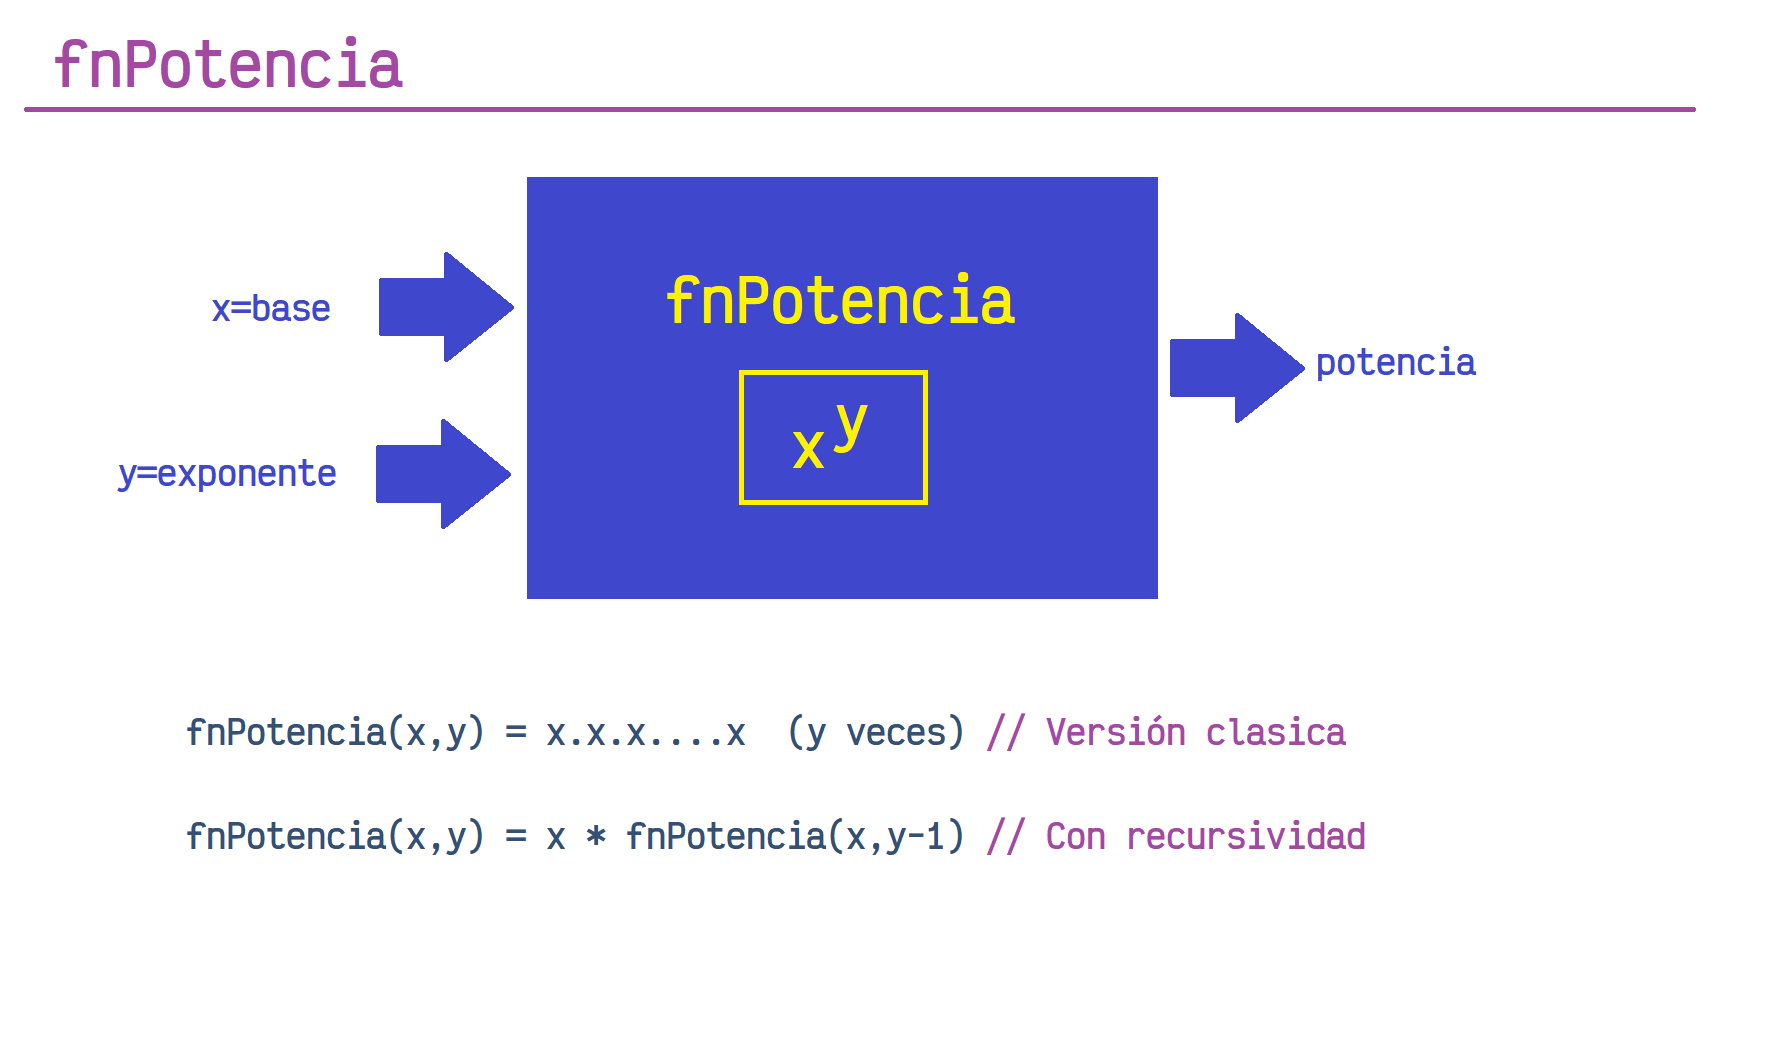 fnPotencia
fnPotencia
x=base
x y
potencia
y=exponente
fnPotencia(x,y) = x.x.x....x  (y veces) // Versión clasica
fnPotencia(x,y) = x * fnPotencia(x,y-1) // Con recursividad